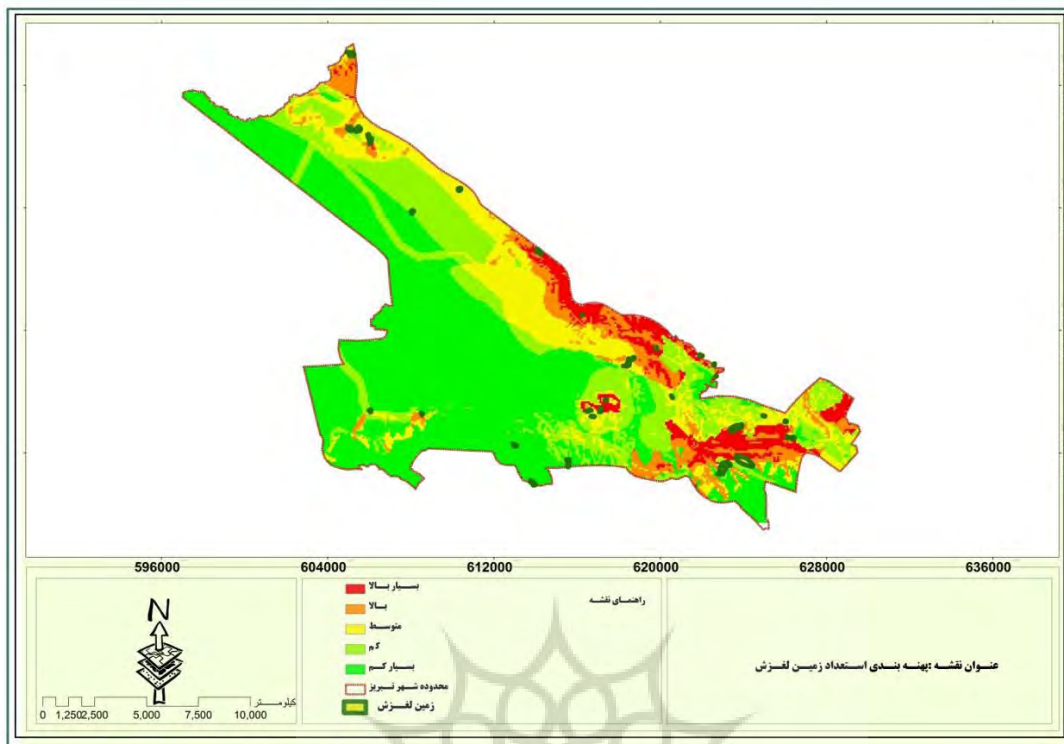 596000 604000 612000 620000 628000 636000
N
کیلومتر
0 1,250 2,500 5,000 7,500 10,000
راهنمای نقشه
بسیار بالا
بالا
متوسط
کم
بسیار کم
محدوده شهر تبریز
زمین لغزش
عنوان نقشه :پهنه بندی استعداد زمین لغزش